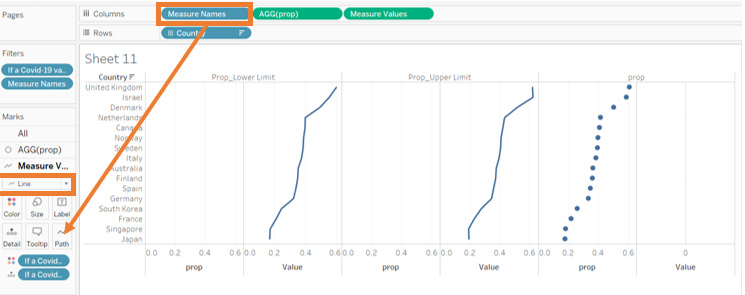 Pages
Columns
Measure Names
AGG(prop)
Measure Values
Rows
Country
Filters
If a Covid-19 va..
Measure Names
Marks
All
AGG(prop)
Measure V...
Line
Color
Size
Label
Detail
Tooltip
Path
If a Covid..
If a Covid..
Sheet 11
Country
Prop_Lower Limit
Prop_Upper Limit
prop
United Kingdom
Israel
Denmark
Netherlands
Canada
Norway
Sweden
Italy
Australia
Finland
Spain
Germany
South Korea
France
Singapore
Japan
0.0 0.2 0.4 0.6 0.0 0.2 0.4 0.6 0.0 0.2 0.4 0.6 0.0 0.2 0.4 0.6 0.0 0.2 0.4 0.6 0
prop Value prop Value prop Value